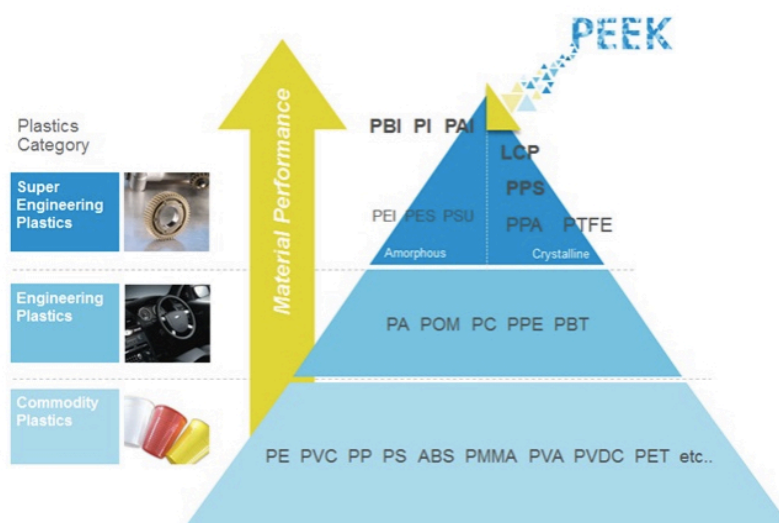 PEEK
Plastics
Category
Material Performance
PBI PI PAI
LCP
Super
Engineering
Plastics
PPS
PEI PES PSU
PPA PTFE
Amorphous
Crystalline
Engineering
Plastics
PA POM PC PPE PBT
Commodity
Plastics
PE PVC PP PS ABS PMMA PVA PVDC PET etc..